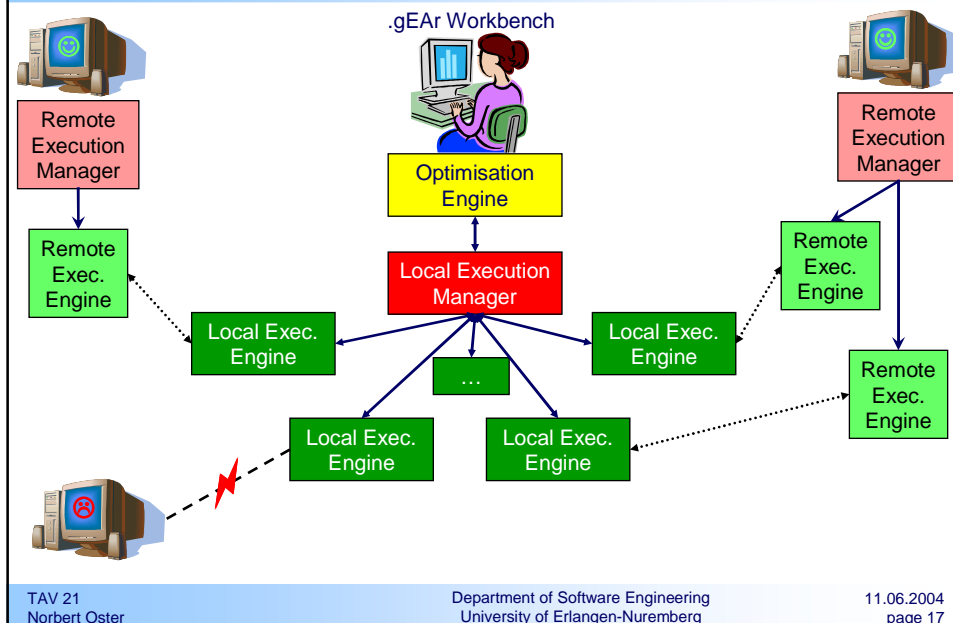 .gEAr Workbench
Remote
Execution
Manager
Remote
Execution
Manager
Optimisation
Engine
Remote
Exec.
Engine
Remote
Exec.
Engine
Local Execution
Manager
Local Exec.
Engine
Local Exec.
Engine
...
Remote
Exec.
Engine
Local Exec.
Engine
Local Exec.
Engine
TAV 21
Norbert Oster
Department of Software Engineering
University of Erlangen-Nuremberg
11.06.2004
page 17